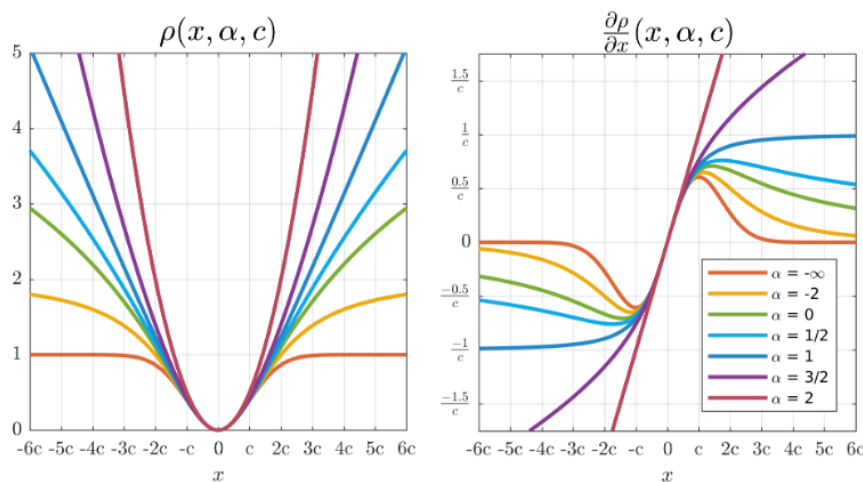 ρ(x, α, c)
5
4
3
2
1
0
-6c -5c -4c -3c -2c -c 0 c 2c 3c 4c 5c 6c
x
∂ρ/∂x (x, α, c)
1.5/c
1/c
0.5/c
0
-0.5/c
-1/c
-1.5/c
α = -∞
α = -2
α = 0
α = 1/2
α = 1
α = 3/2
α = 2
-6c -5c -4c -3c -2c -c 0 c 2c 3c 4c 5c 6c
x